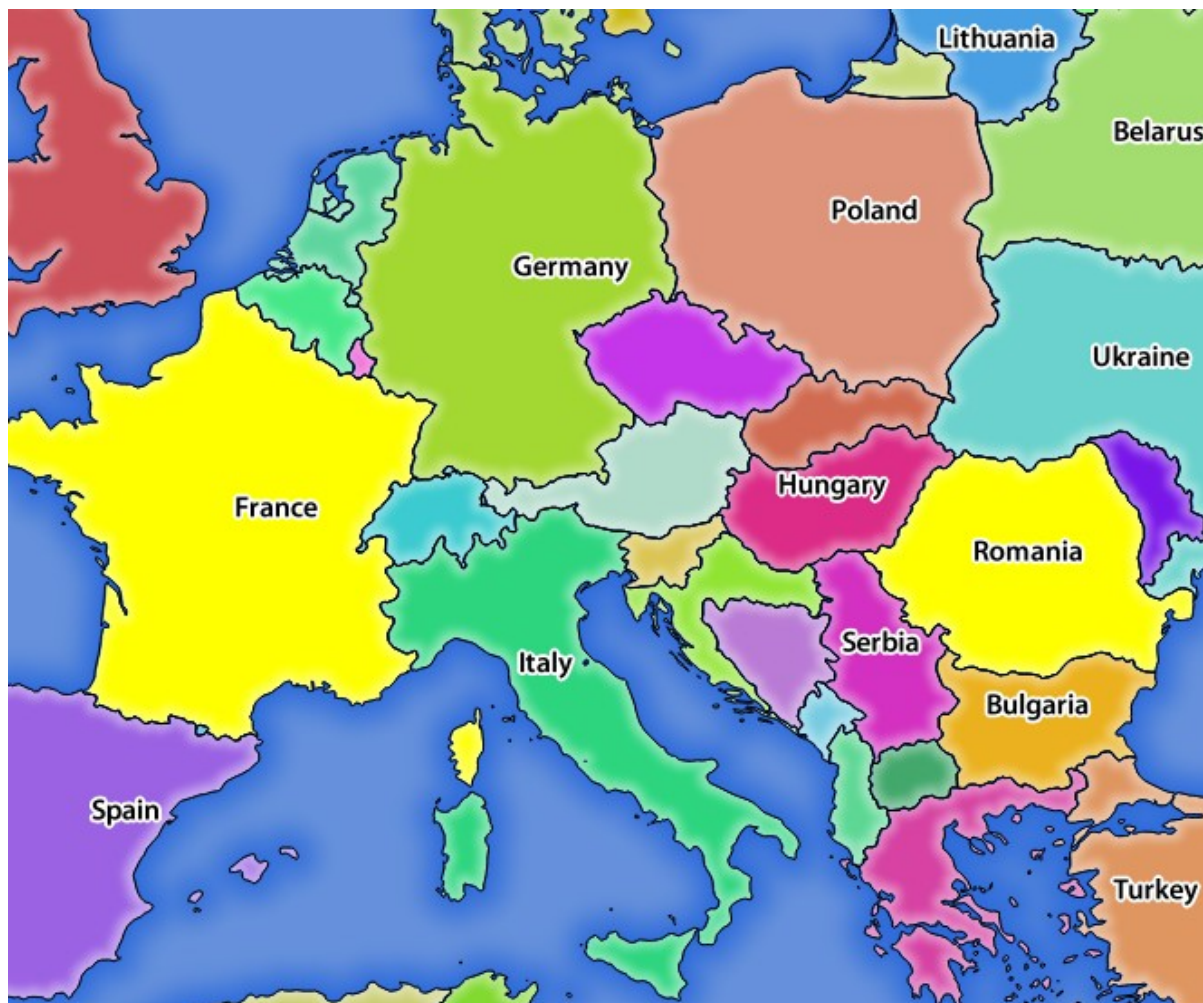 Lithuania
Belarus
Poland
Germany
Ukraine
Hungary
France
Romania
Serbia
Italy
Bulgaria
Spain
Turkey